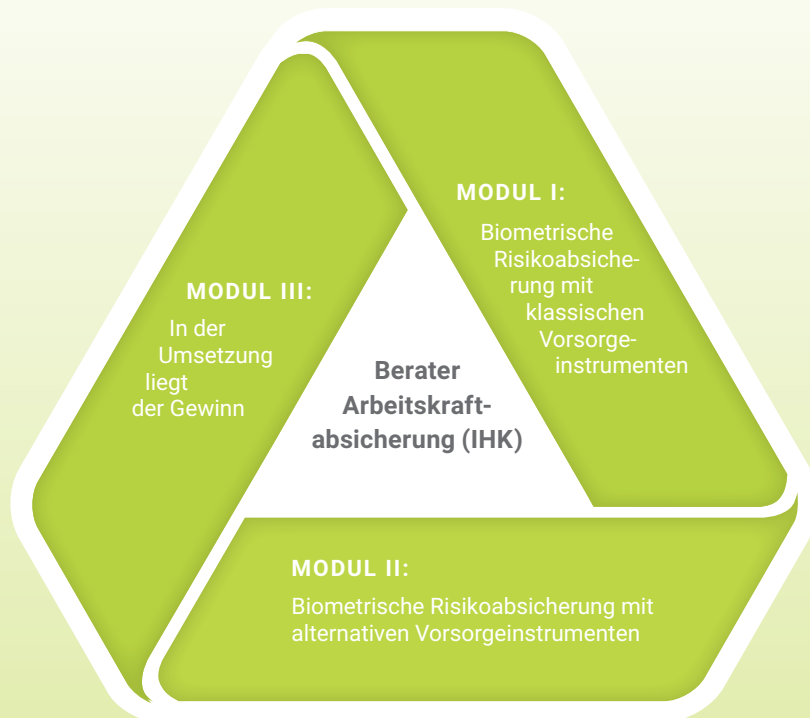 MODUL I:
Biometrische
Risikoabsiche-
rung mit
klassischen
Vorsorge-
instrumenten
MODUL III:
In der
Umsetzung
liegt
der Gewinn
Berater
Arbeitskraft-
absicherung (IHK)
MODUL II:
Biometrische Risikoabsicherung mit
alternativen Vorsorgeinstrumenten